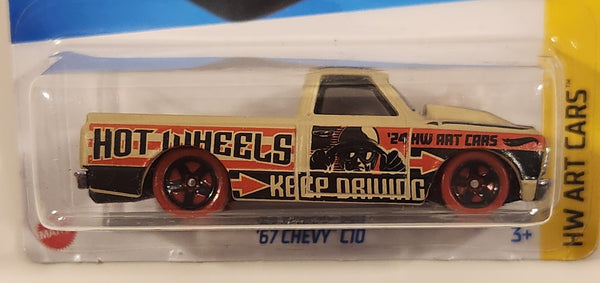 HOT WHEELS
'24 HW ART CARS
KEEP DRIVING
'67 CHEVY C10
3+
HW ART CARS™